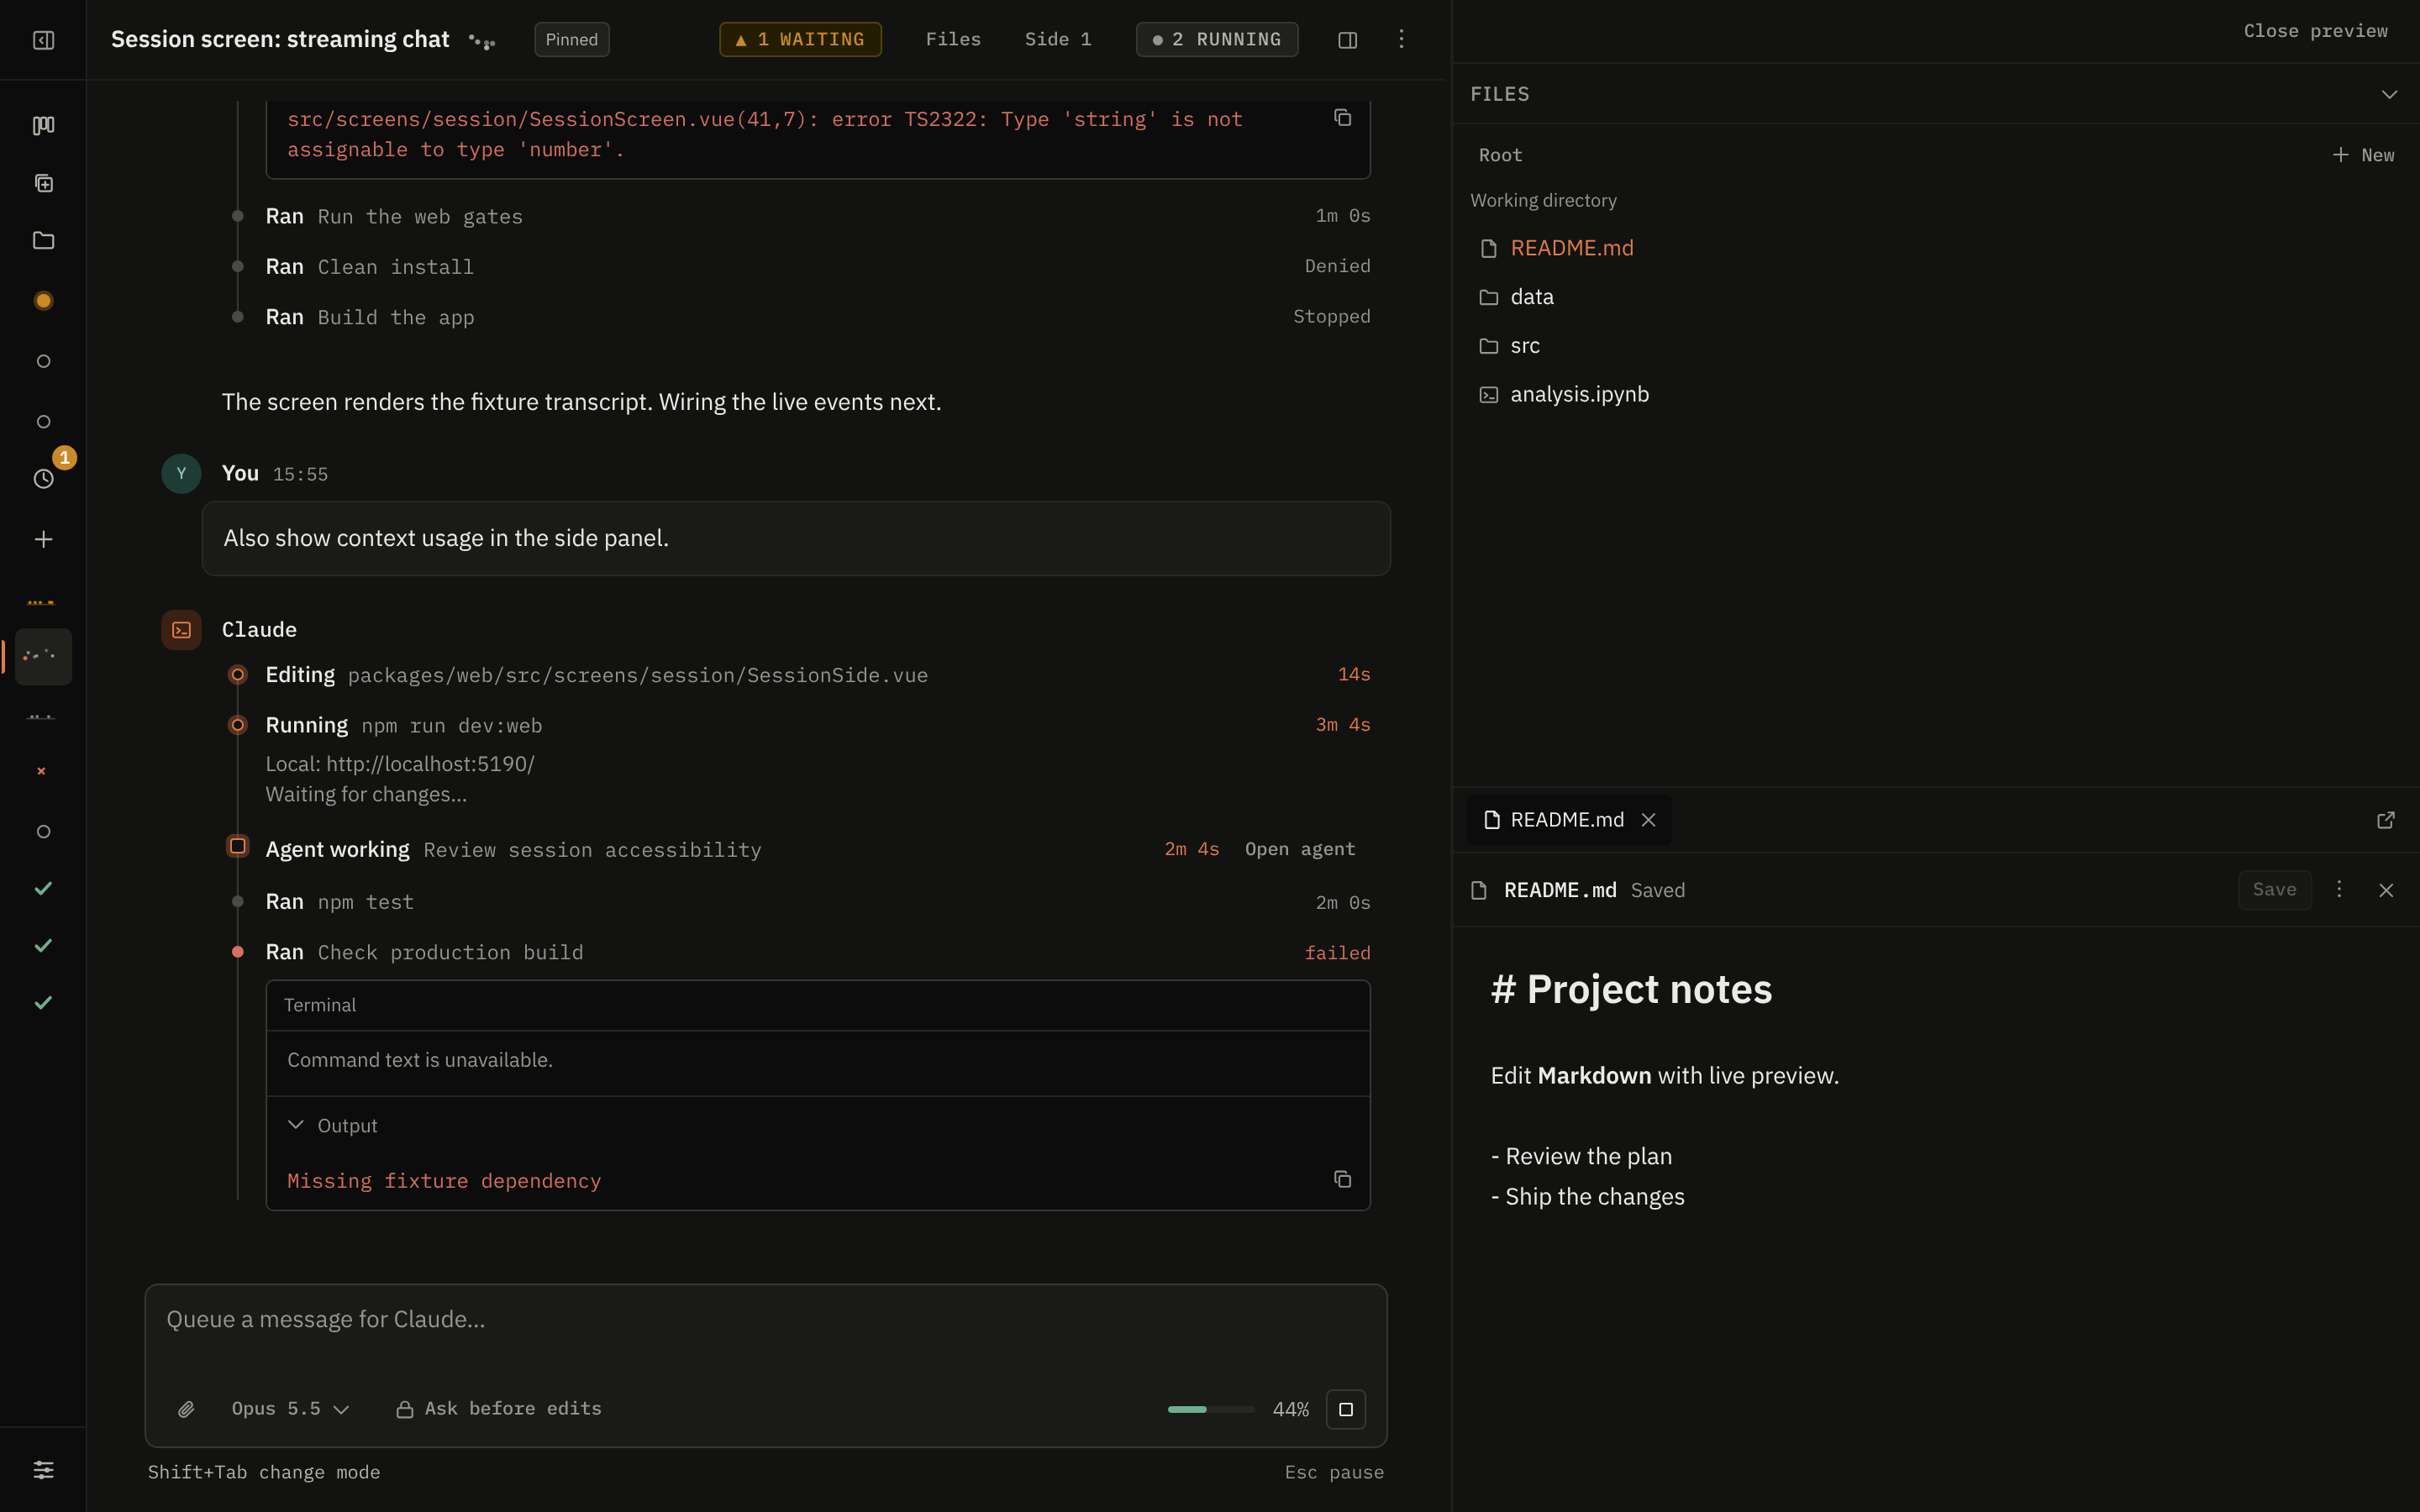 Session screen: streaming chat
Pinned
1 WAITING
Files
Side 1
2 RUNNING
src/screens/session/SessionScreen.vue(41,7): error TS2322: Type 'string' is not
assignable to type 'number'.
Ran Run the web gates 1m 0s
Ran Clean install Denied
Ran Build the app Stopped
The screen renders the fixture transcript. Wiring the live events next.
1
Y
You 15:55
Also show context usage in the side panel.
Claude
Editing packages/web/src/screens/session/SessionSide.vue 14s
Running npm run dev:web 3m 4s
Local: http://localhost:5190/
Waiting for changes...
Agent working Review session accessibility 2m 4s Open agent
Ran npm test 2m 0s
Ran Check production build failed
Terminal
Command text is unavailable.
Output
Missing fixture dependency
Queue a message for Claude...
Opus 5.5
Ask before edits
44%
Shift+Tab change mode
Esc pause
Close preview
FILES
Root
New
Working directory
README.md
data
src
analysis.ipynb
README.md
README.md Saved
Save
# Project notes
Edit Markdown with live preview.
- Review the plan
- Ship the changes